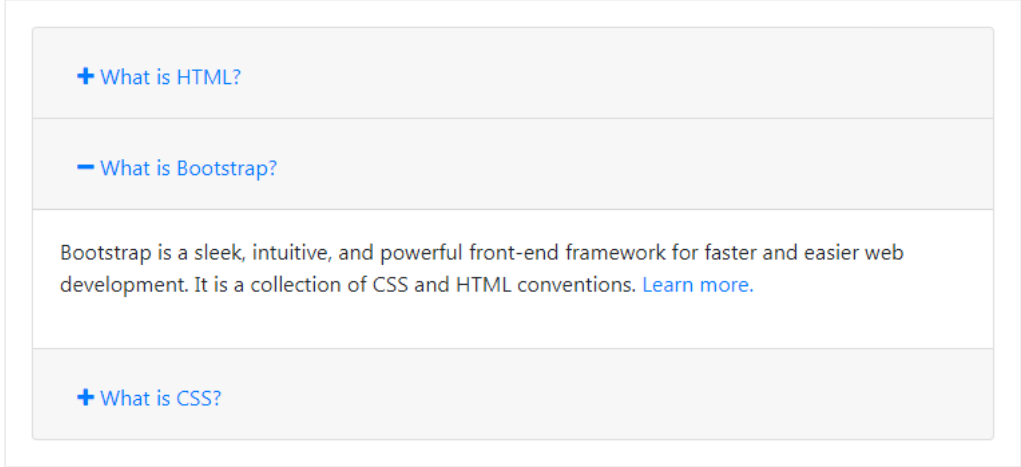 What is HTML?
What is Bootstrap?
Bootstrap is a sleek, intuitive, and powerful front-end framework for faster and easier web
development. It is a collection of CSS and HTML conventions. Learn more.
What is CSS?